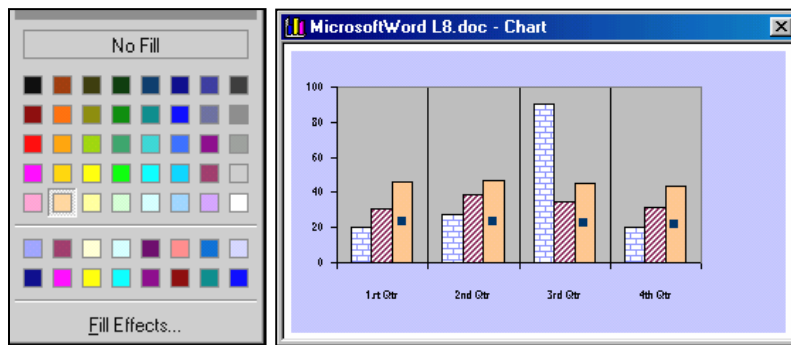 No Fill
Fill Effects...
MicrosoftWord L8.doc - Chart
100
80
60
40
20
0
1st Qtr 2nd Qtr 3rd Qtr 4th Qtr